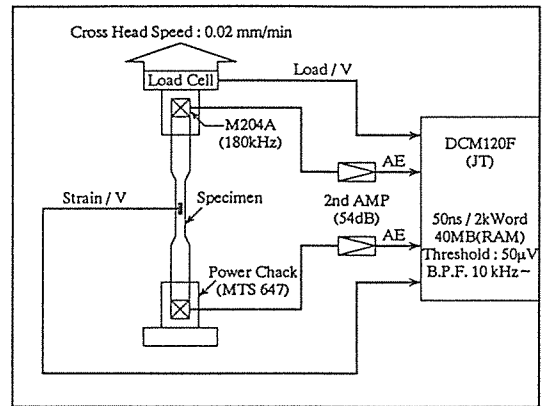 Cross Head Speed : 0.02 mm/min
Load Cell
Load / V
M204A
(180kHz)
AE
DCM120F
(JT)
Strain / V
Specimen
2nd AMP
(54dB)
AE
50ns / 2kWord
40MB(RAM)
Threshold : 50μV
B.P.F. 10 kHz~
Power Chack
(MTS 647)